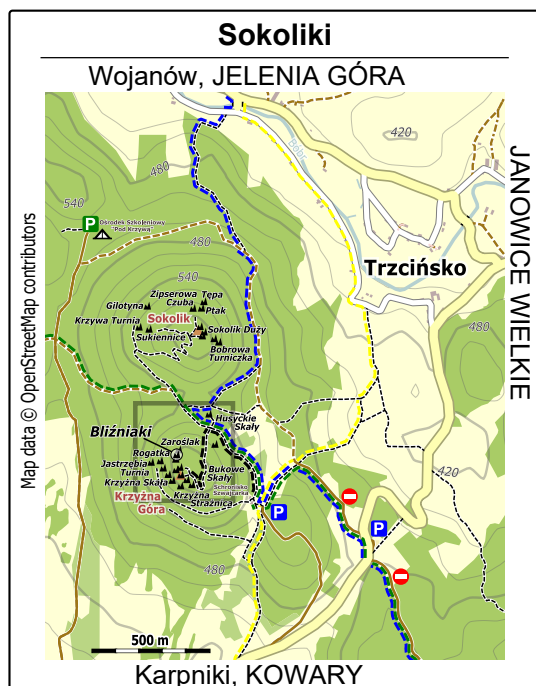 Sokoliki
Wojanów, JELENIA GÓRA
JANOWICE WIELKIE
Map data © OpenStreetMap contributors
420
480
Bóbr
540
P
Ośrodek Szkoleniowy
"Pod Krzywą"
480
Trzcińsko
540
Zipserowa
Czuba
Tępa
Gilotyna
Ptak
Krzywa Turnia
Sokolik
Sukiennice
Sokolik Duży
Bobrowa
Turniczka
480
Husyckie
Skały
Bliźniaki
Zaroślak
Rogatka
Jastrzębia
Turnia
Bukowe
Skały
Krzyżna Skała
Schronisko
Szwajcarka
Krzyżna
Strażnica
Krzyżna
Góra
420
P
P
480
500 m
Karpniki, KOWARY